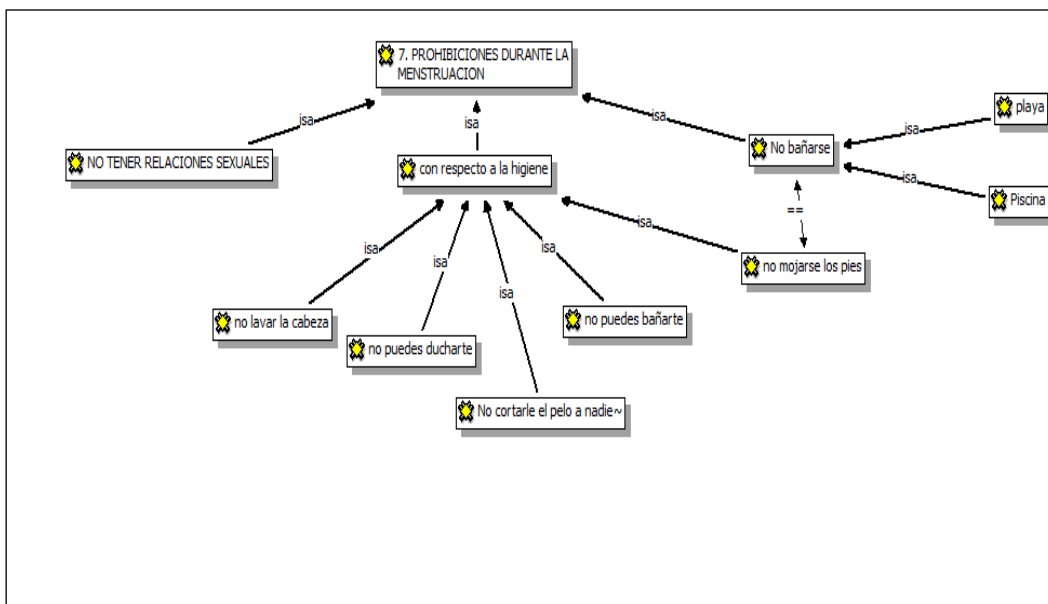 7. PROHIBICIONES DURANTE LA
MENSTRUACION
isa
isa
isa
isa
playa
NO TENER RELACIONES SEXUALES
con respecto a la higiene
No bañarse
isa
Piscina
==
isa
no mojarse los pies
isa
isa
isa
isa
no lavar la cabeza
no puedes ducharte
no puedes bañarte
No cortarle el pelo a nadie~